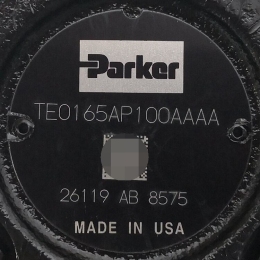 Parker
TE0165AP100AAAA
26119 AB 8575
MADE IN USA